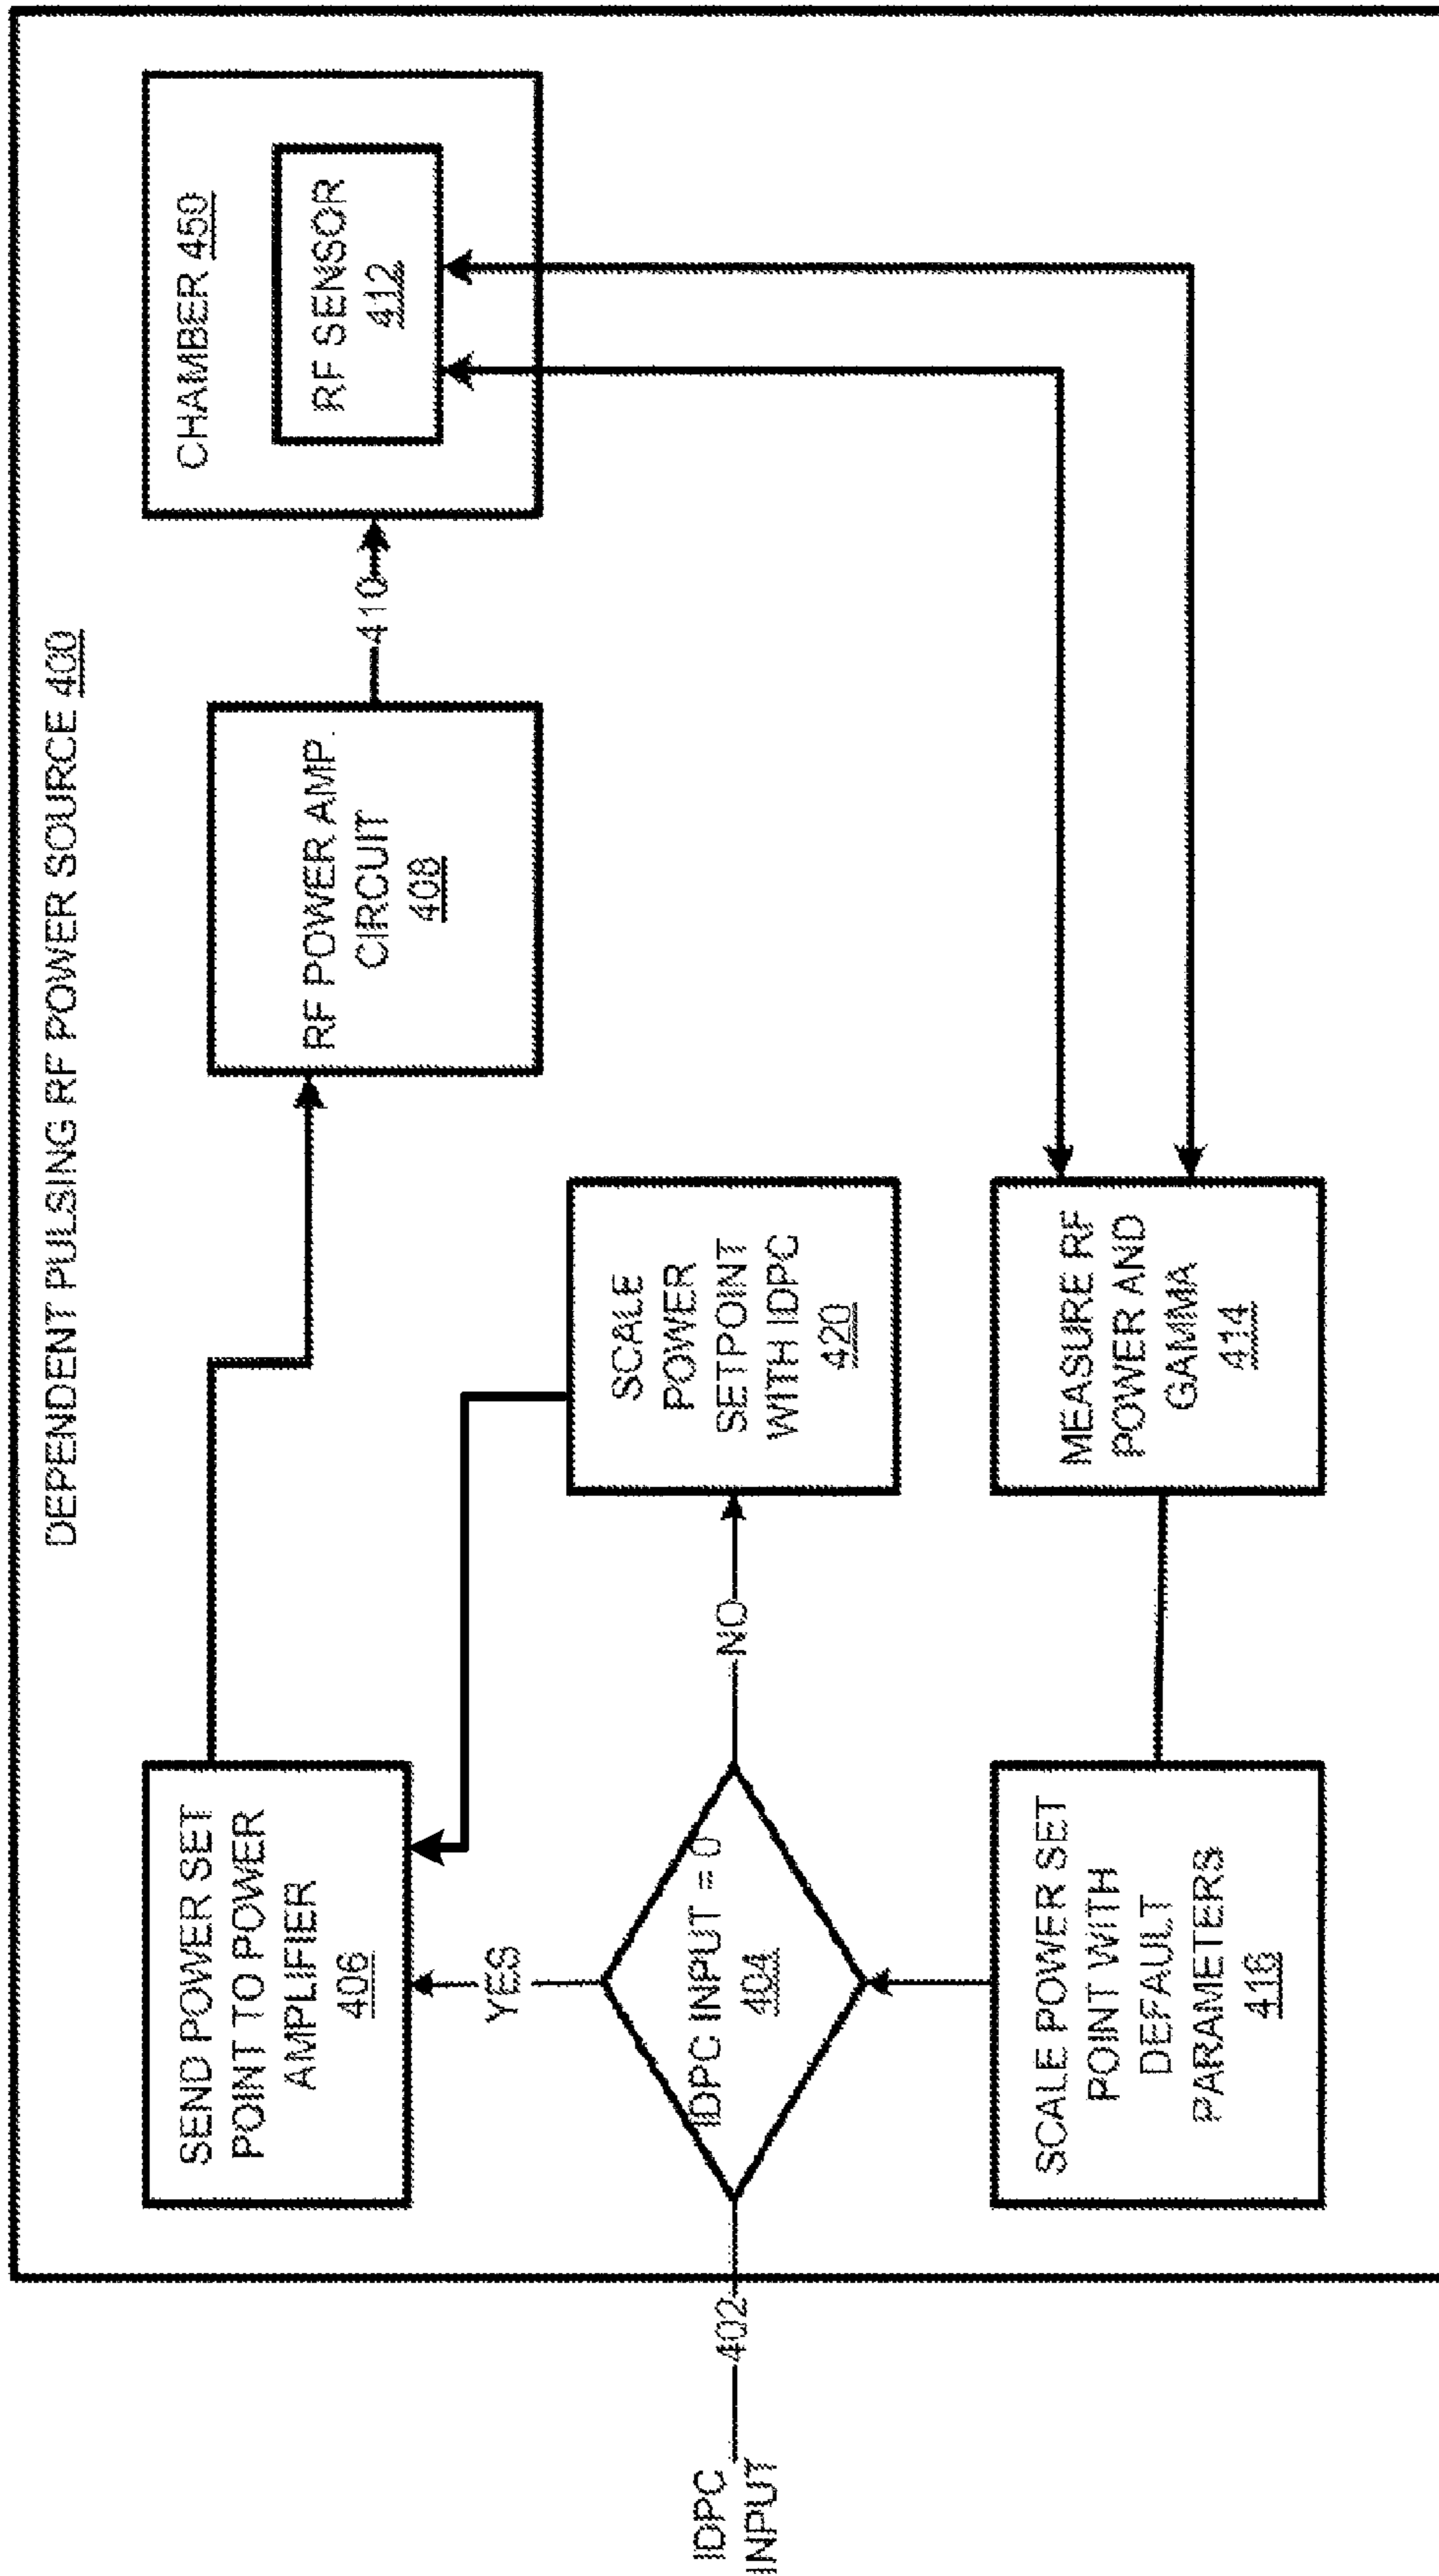 DEPENDENT PULSING RF POWER SOURCE 400
SEND POWER SET
POINT TO POWER
AMPLIFIER
406
RF POWER AMP.
CIRCUIT
408
410
CHAMBER 450
RF SENSOR
412
YES
IDPC
INPUT
402
IDPC INPUT = 0
404
NO
SCALE
POWER
SETPOINT
WITH IDPC
420
SCALE POWER SET
POINT WITH
DEFAULT
PARAMETERS
416
MEASURE RF
POWER AND
GAMMA
414